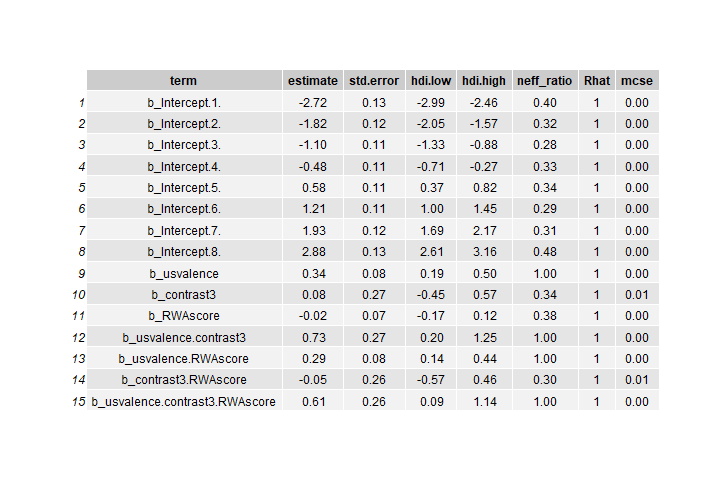 term estimate std.error hdi.low hdi.high neff_ratio Rhat mcse
1 b_Intercept.1. -2.72 0.13 -2.99 -2.46 0.40 1 0.00
2 b_Intercept.2. -1.82 0.12 -2.05 -1.57 0.32 1 0.00
3 b_Intercept.3. -1.10 0.11 -1.33 -0.88 0.28 1 0.00
4 b_Intercept.4. -0.48 0.11 -0.71 -0.27 0.33 1 0.00
5 b_Intercept.5. 0.58 0.11 0.37 0.82 0.34 1 0.00
6 b_Intercept.6. 1.21 0.11 1.00 1.45 0.29 1 0.00
7 b_Intercept.7. 1.93 0.12 1.69 2.17 0.31 1 0.00
8 b_Intercept.8. 2.88 0.13 2.61 3.16 0.48 1 0.00
9 b_usvalence 0.34 0.08 0.19 0.50 1.00 1 0.00
10 b_contrast3 0.08 0.27 -0.45 0.57 0.34 1 0.01
11 b_RWAscore -0.02 0.07 -0.17 0.12 0.38 1 0.00
12 b_usvalence.contrast3 0.73 0.27 0.20 1.25 1.00 1 0.00
13 b_usvalence.RWAscore 0.29 0.08 0.14 0.44 1.00 1 0.00
14 b_contrast3.RWAscore -0.05 0.26 -0.57 0.46 0.30 1 0.01
15 b_usvalence.contrast3.RWAscore 0.61 0.26 0.09 1.14 1.00 1 0.00